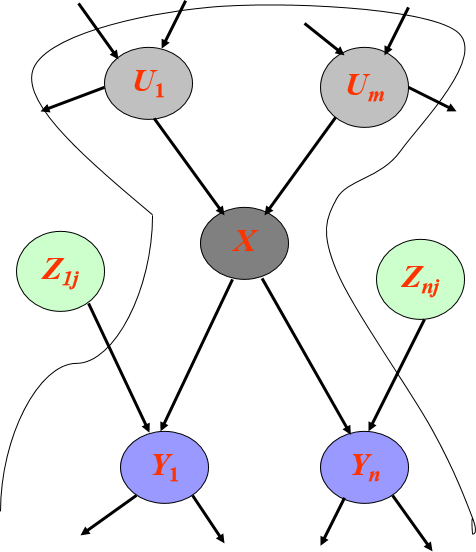 U1 Um
X
Z1j Znj
Y1 Yn